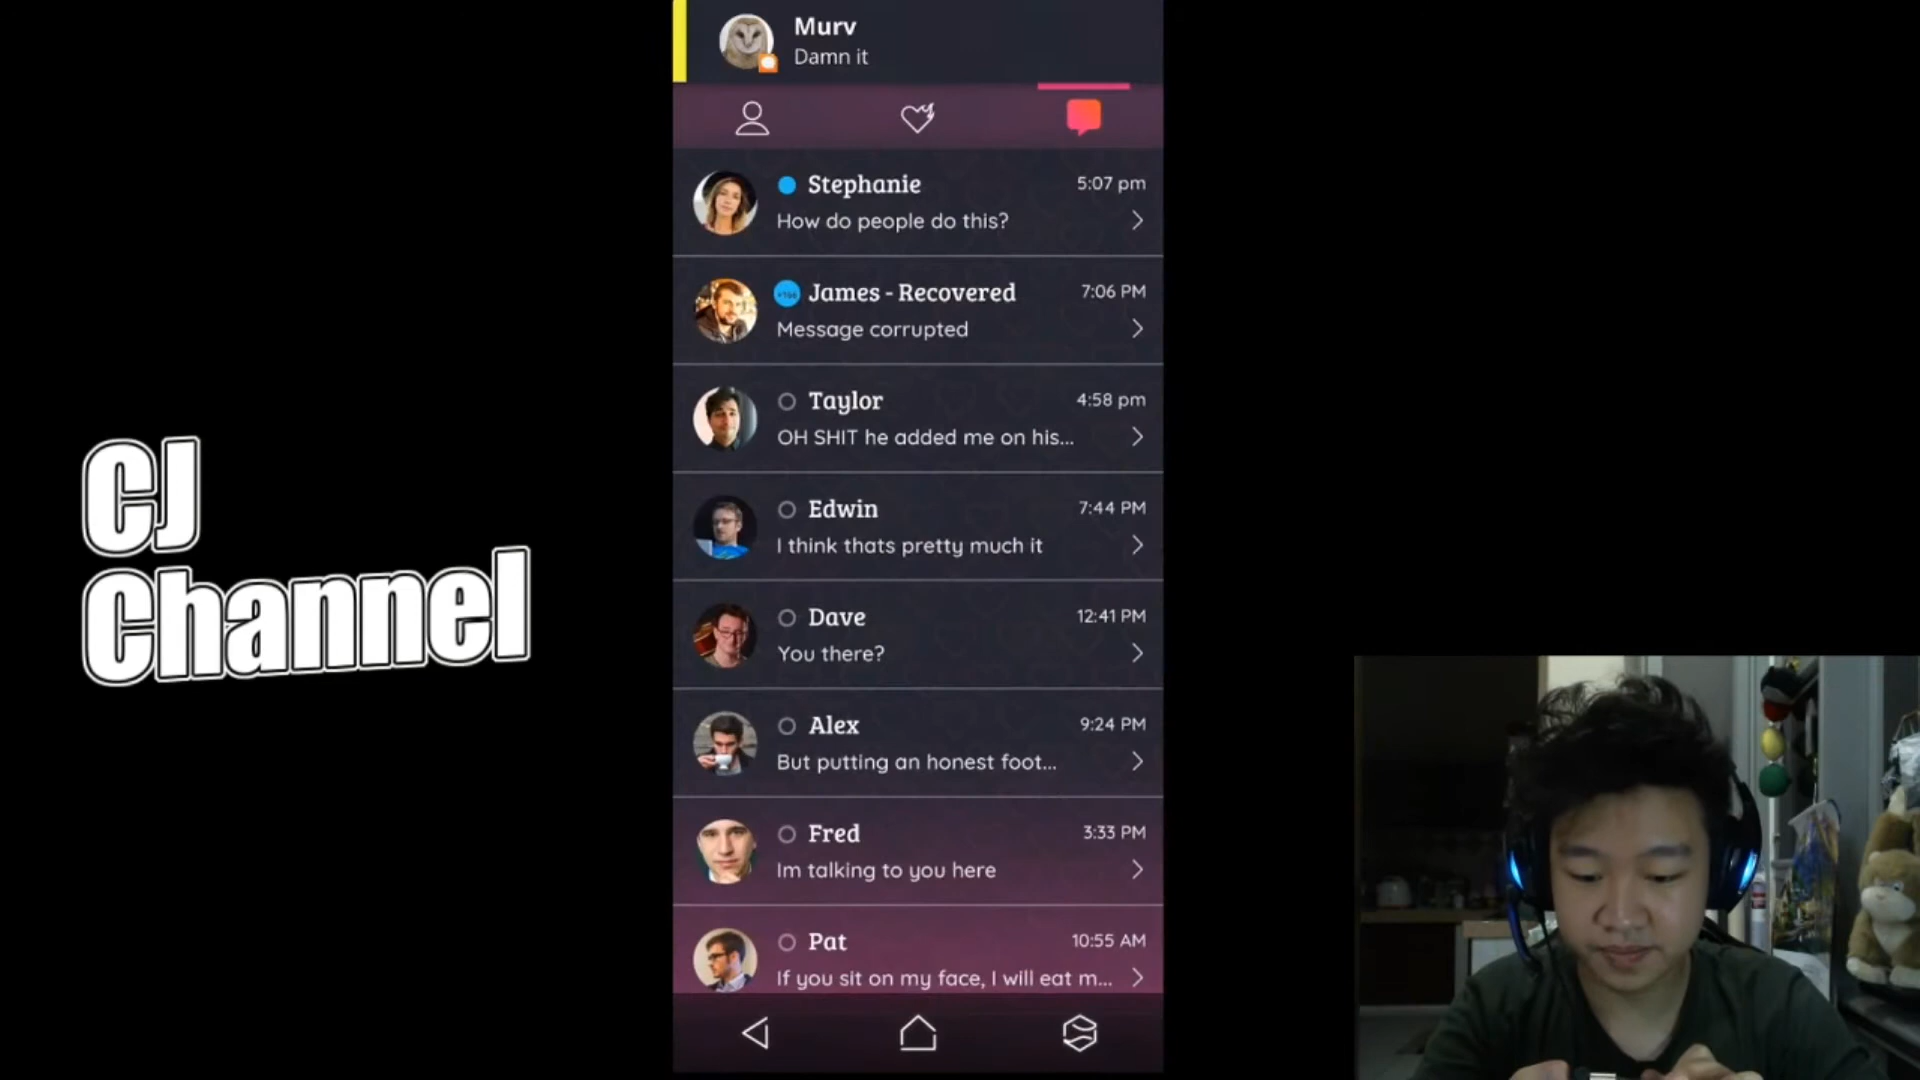 Murv
Damn it
Stephanie
5:07 pm
How do people do this?
James - Recovered
7:06 PM
Message corrupted
Taylor
4:58 pm
OH SHIT he added me on his...
Edwin
7:44 PM
I think thats pretty much it
Dave
12:41 PM
You there?
Alex
9:24 PM
But putting an honest foot...
Fred
3:33 PM
Im talking to you here
Pat
10:55 AM
If you sit on my face, I will eat m...
CJ
Channel